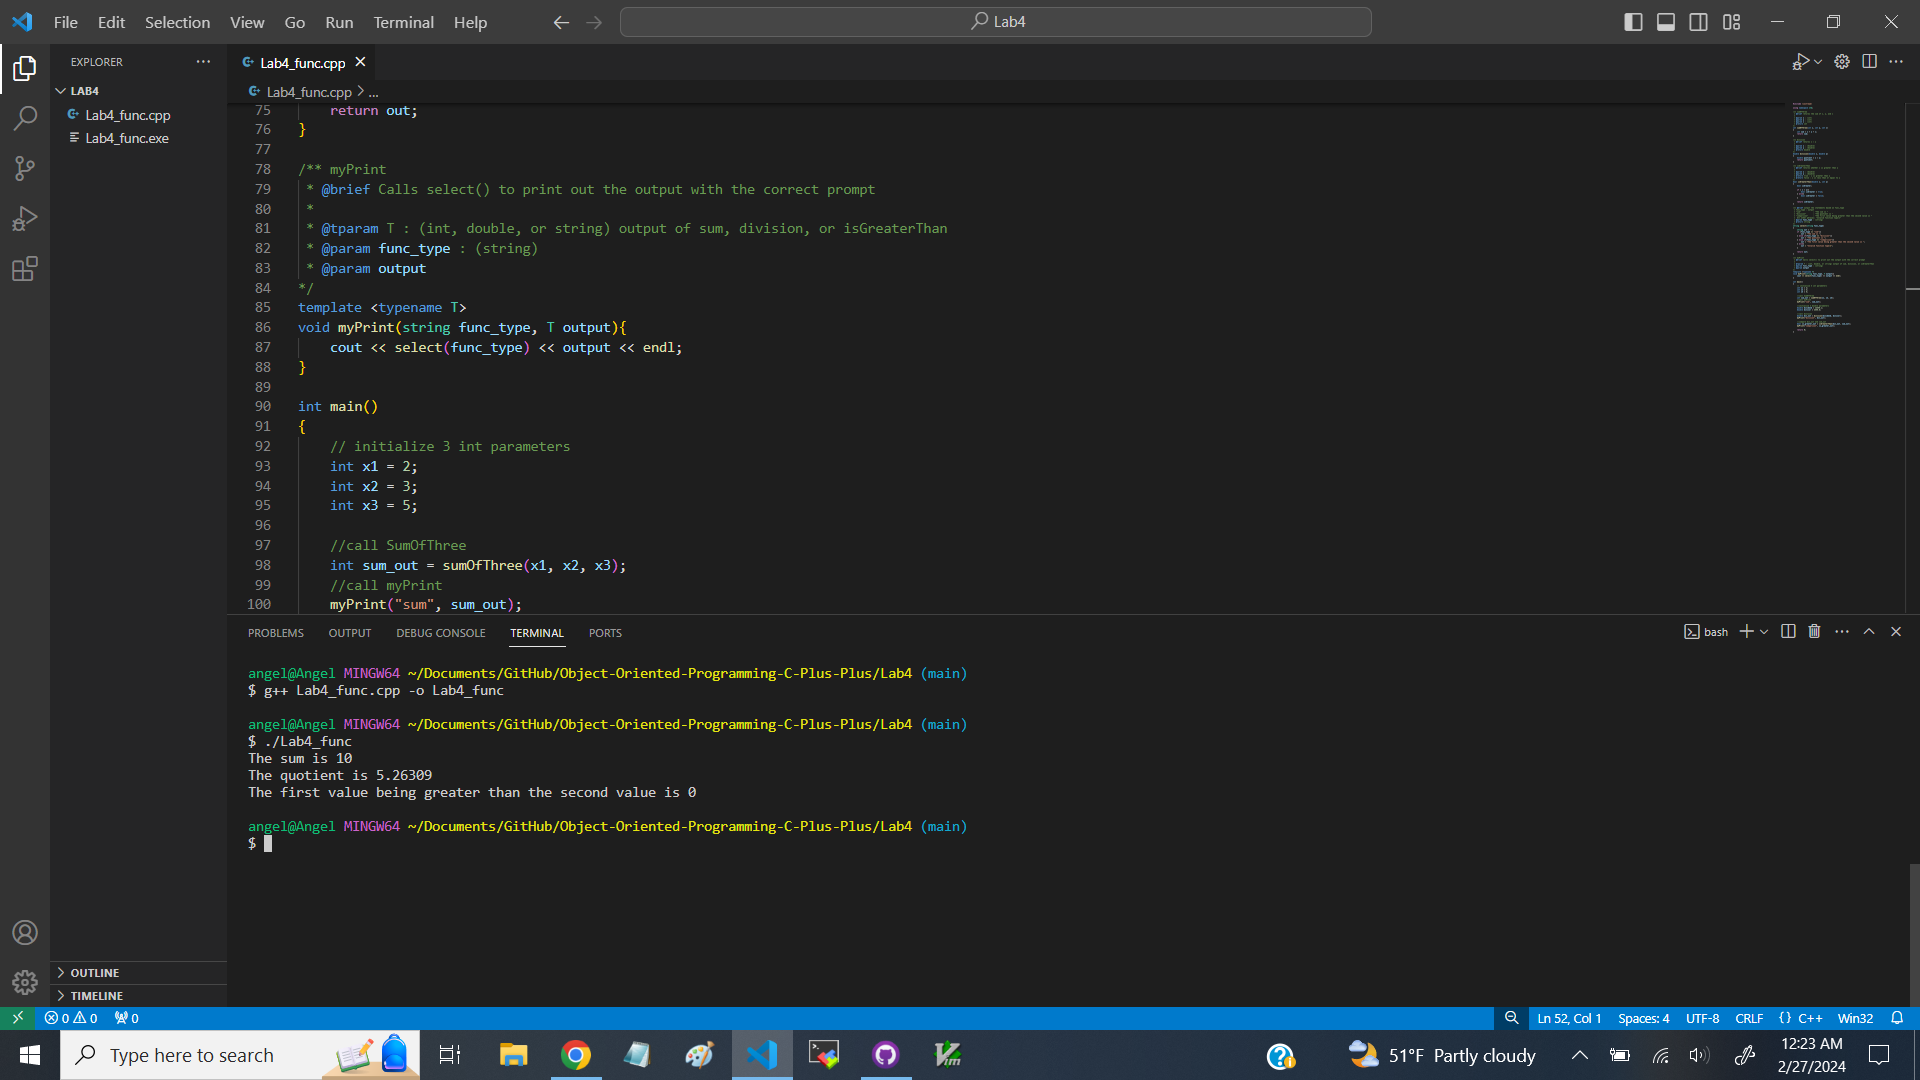 File Edit Selection View Go Run Terminal Help
Lab4
EXPLORER
LAB4
Lab4_func.cpp
Lab4_func.exe
OUTLINE
TIMELINE
Lab4_func.cpp
Lab4_func.cpp > ...
75 return out;
76 }
77
78 /** myPrint
79 * @brief Calls select() to print out the output with the correct prompt
80 *
81 * @tparam T : (int, double, or string) output of sum, division, or isGreaterThan
82 * @param func_type : (string)
83 * @param output
84 */
85 template <typename T>
86 void myPrint(string func_type, T output){
87 cout << select(func_type) << output << endl;
88 }
89
90 int main()
91 {
92 // initialize 3 int parameters
93 int x1 = 2;
94 int x2 = 3;
95 int x3 = 5;
96
97 //call SumOfThree
98 int sum_out = sumOfThree(x1, x2, x3);
99 //call myPrint
100 myPrint("sum", sum_out);
PROBLEMS OUTPUT DEBUG CONSOLE TERMINAL PORTS
bash
angel@Angel MINGW64 ~/Documents/GitHub/Object-Oriented-Programming-C-Plus-Plus/Lab4 (main)
$ g++ Lab4_func.cpp -o Lab4_func
angel@Angel MINGW64 ~/Documents/GitHub/Object-Oriented-Programming-C-Plus-Plus/Lab4 (main)
$ ./Lab4_func
The sum is 10
The quotient is 5.26309
The first value being greater than the second value is 0
angel@Angel MINGW64 ~/Documents/GitHub/Object-Oriented-Programming-C-Plus-Plus/Lab4 (main)
$
0 0 0
Ln 52, Col 1 Spaces: 4 UTF-8 CRLF {} C++ Win32
Type here to search
51°F Partly cloudy
12:23 AM
2/27/2024